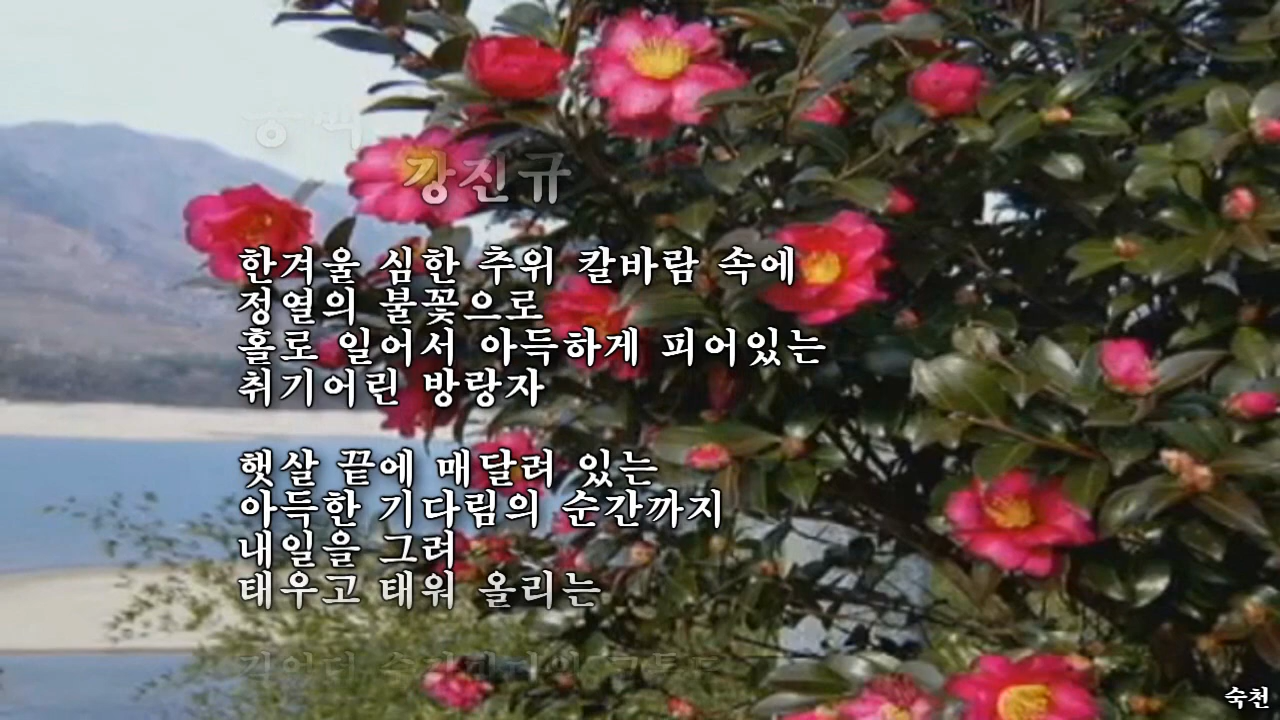 강진규
한겨울 심한 추위 칼바람 속에
정열의 불꽃으로
홀로 일어서 아득하게 피어있는
취기어린 방랑자
햇살 끝에 매달려 있는
아득한 기다림의 순간까지
내일을 그려
태우고 태워 올리는
숙천